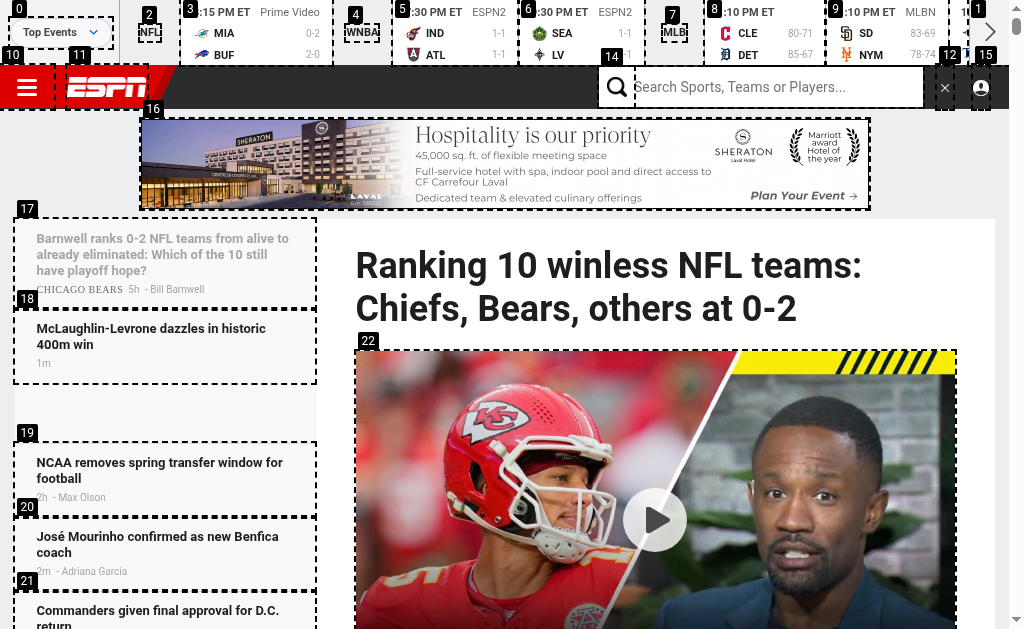 0
Top Events
2
NFL
3
:15 PM ET Prime Video
MIA 0-2
BUF 2-0
4
WNBA
5
:30 PM ET ESPN2
IND 1-1
ATL 1-1
6
:30 PM ET ESPN2
SEA 1-1
LV -1
7
MLB
8
:10 PM ET
CLE 80-71
DET 85-67
9
:10 PM ET MLBN
SD 83-69
NYM 78-74
1
10
11
ESPN
14
Search Sports, Teams or Players...
12
15
16
SHERATON
LAVAL
Hospitality is our priority
45,000 sq. ft. of flexible meeting space
Full-service hotel with spa, indoor pool and direct access to
CF Carrefour Laval
Dedicated team & elevated culinary offerings
SHERATON
Laval Hotel
Marriott
award
Hotel of
the year
Plan Your Event →
17
Barnwell ranks 0-2 NFL teams from alive to
already eliminated: Which of the 10 still
have playoff hope?
CHICAGO BEARS 5h - Bill Barnwell
18
McLaughlin-Levrone dazzles in historic
400m win
1m
19
NCAA removes spring transfer window for
football
2h - Max Olson
20
José Mourinho confirmed as new Benfica
coach
2m - Adriana Garcia
21
Commanders given final approval for D.C.
return
Ranking 10 winless NFL teams:
Chiefs, Bears, others at 0-2
22
KC